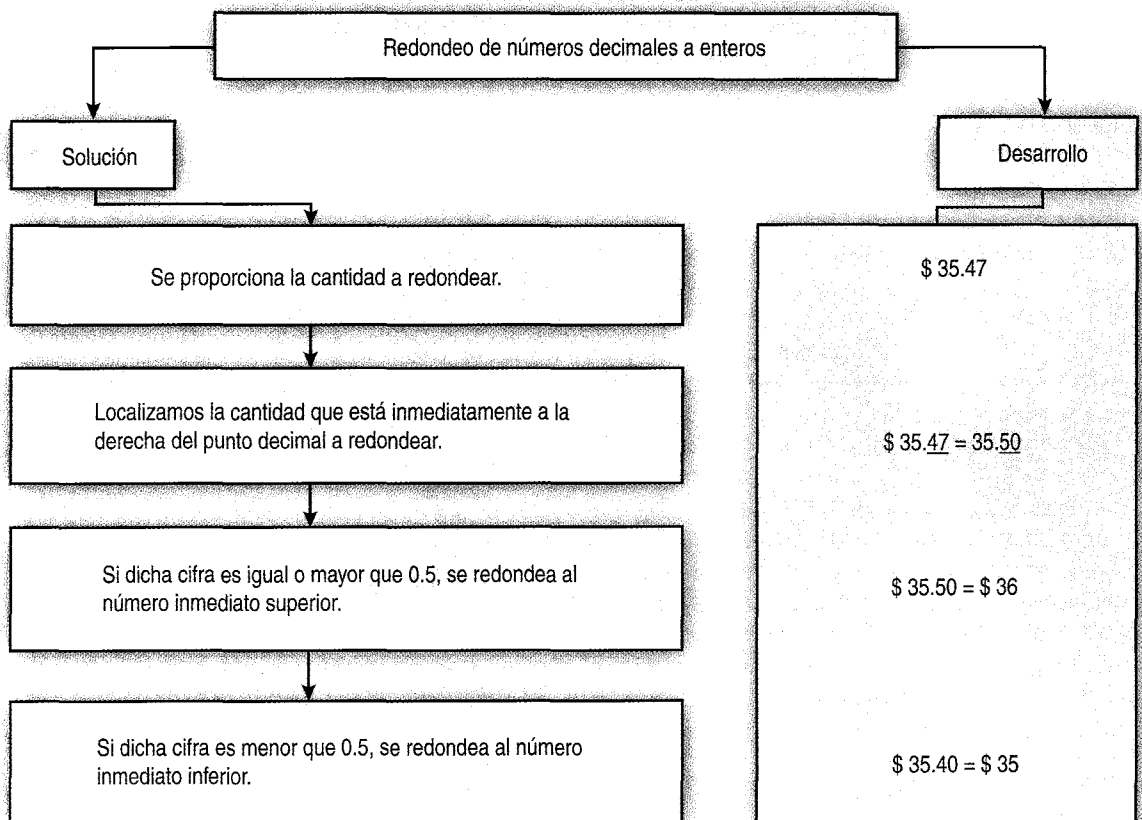 Redondeo de números decimales a enteros
Solución
Desarrollo
Se proporciona la cantidad a redondear.
$ 35.47
Localizamos la cantidad que está inmediatamente a la
derecha del punto decimal a redondear.
$ 35.47 = 35.50
Si dicha cifra es igual o mayor que 0.5, se redondea al
número inmediato superior.
$ 35.50 = $ 36
Si dicha cifra es menor que 0.5, se redondea al número
inmediato inferior.
$ 35.40 = $ 35